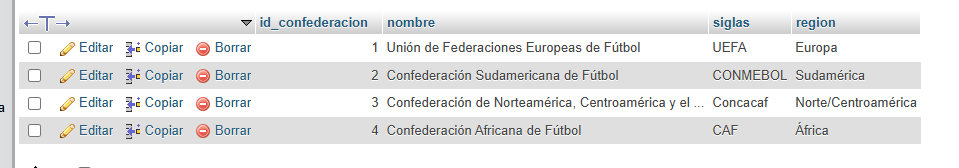 id_confederacion nombre siglas region
Editar Copiar Borrar 1 Unión de Federaciones Europeas de Fútbol UEFA Europa
Editar Copiar Borrar 2 Confederación Sudamericana de Fútbol CONMEBOL Sudamérica
Editar Copiar Borrar 3 Confederación de Norteamérica, Centroamérica y el ... Concacaf Norte/Centroamérica
a
Editar Copiar Borrar 4 Confederación Africana de Fútbol CAF África